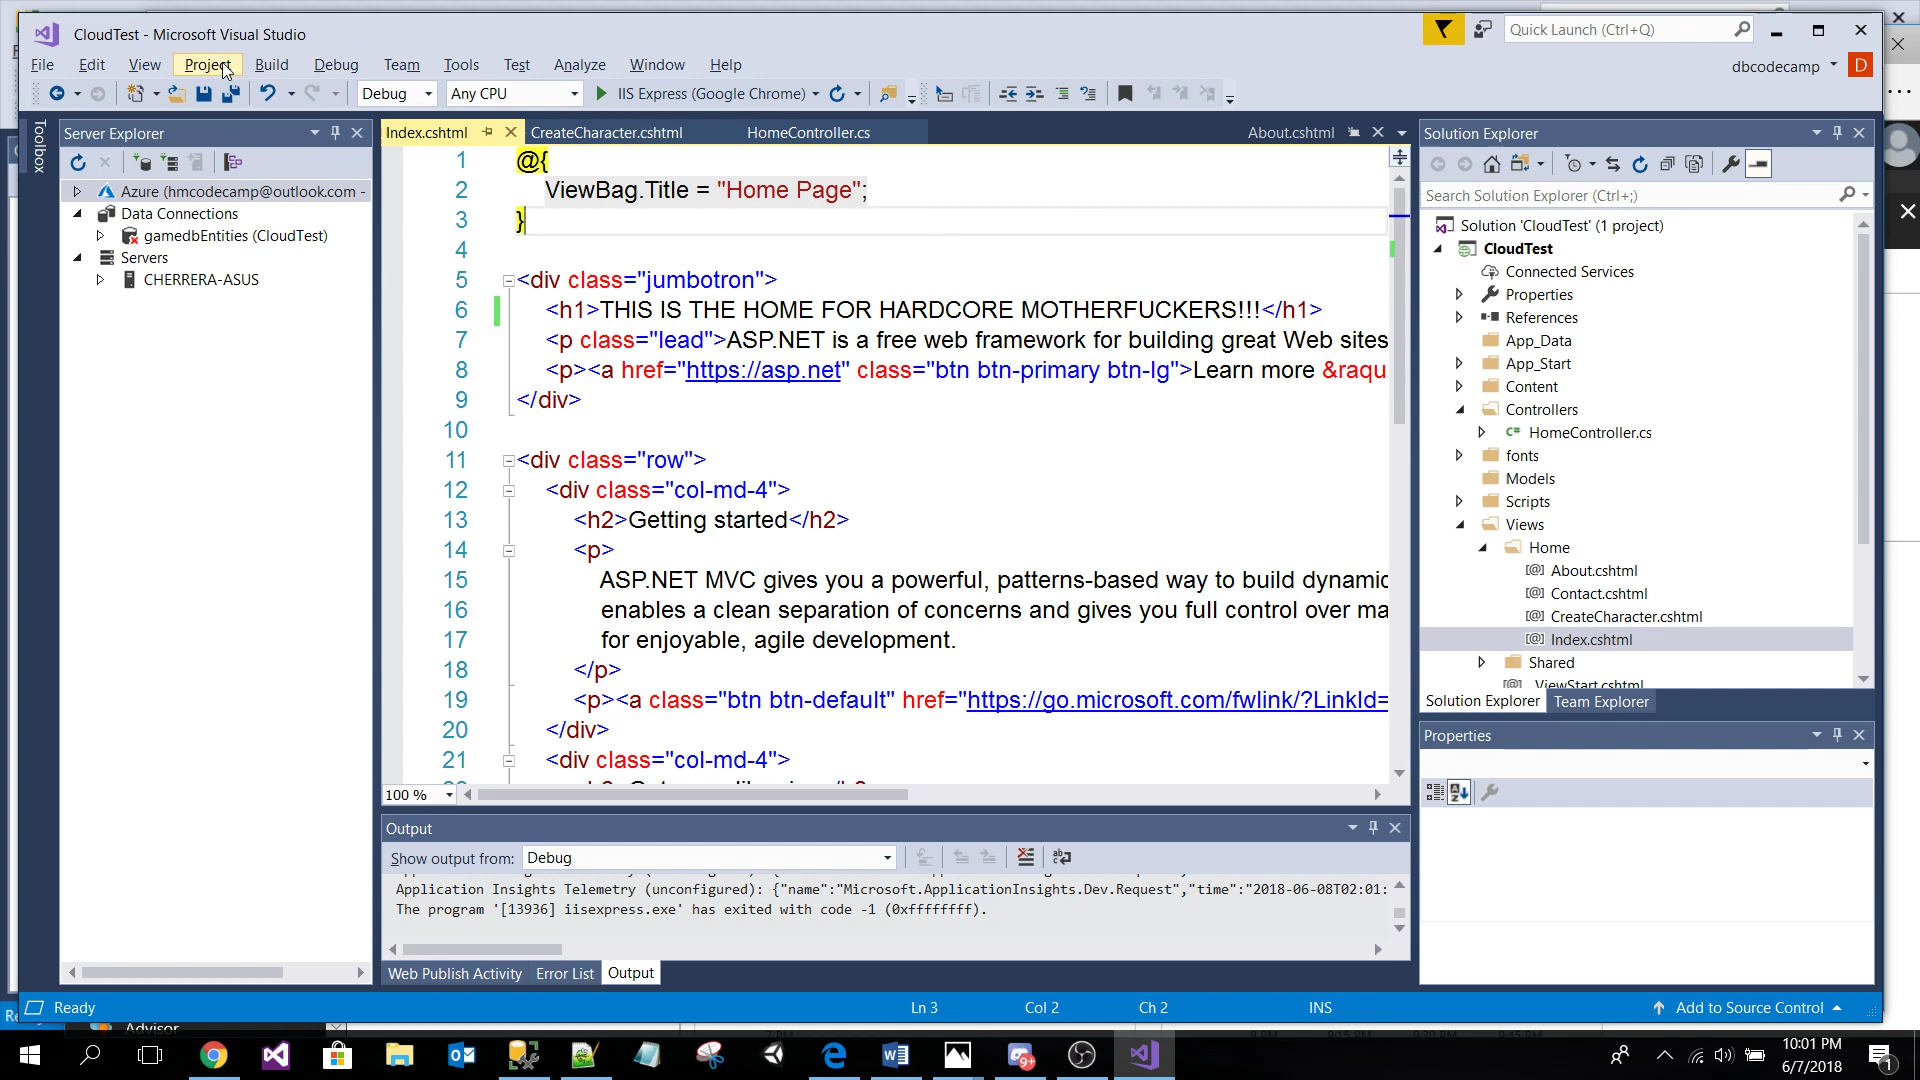 CloudTest - Microsoft Visual Studio
Quick Launch (Ctrl+Q)
File Edit View Project Build Debug Team Tools Test Analyze Window Help
dbcodecamp D
Debug Any CPU IIS Express (Google Chrome)
Toolbox
Server Explorer
Azure (hmcodecamp@outlook.com -
Data Connections
gamedbEntities (CloudTest)
Servers
CHERRERA-ASUS
Index.cshtml CreateCharacter.cshtml HomeController.cs About.cshtml
1 @{
2 ViewBag.Title = "Home Page";
3 }
4
5 <div class="jumbotron">
6 <h1>THIS IS THE HOME FOR HARDCORE MOTHERFUCKERS!!!</h1>
7 <p class="lead">ASP.NET is a free web framework for building great Web sites
8 <p><a href="https://asp.net" class="btn btn-primary btn-lg">Learn more &raqu
9 </div>
10
11 <div class="row">
12 <div class="col-md-4">
13 <h2>Getting started</h2>
14 <p>
15 ASP.NET MVC gives you a powerful, patterns-based way to build dynamic
16 enables a clean separation of concerns and gives you full control over ma
17 for enjoyable, agile development.
18 </p>
19 <p><a class="btn btn-default" href="https://go.microsoft.com/fwlink/?LinkId=
20 </div>
21 <div class="col-md-4">
100 %
Output
Show output from: Debug
Application Insights Telemetry (unconfigured): {"name":"Microsoft.ApplicationInsights.Dev.Request","time":"2018-06-08T02:01:
The program '[13936] iisexpress.exe' has exited with code -1 (0xffffffff).
Web Publish Activity Error List Output
Solution Explorer
Search Solution Explorer (Ctrl+;)
Solution 'CloudTest' (1 project)
CloudTest
Connected Services
Properties
References
App_Data
App_Start
Content
Controllers
C# HomeController.cs
fonts
Models
Scripts
Views
Home
[@] About.cshtml
[@] Contact.cshtml
[@] CreateCharacter.cshtml
[@] Index.cshtml
Shared
[@] _ViewStart.cshtml
Solution Explorer Team Explorer
Properties
Ready Ln 3 Col 2 Ch 2 INS Add to Source Control
Advisor
10:01 PM
6/7/2018